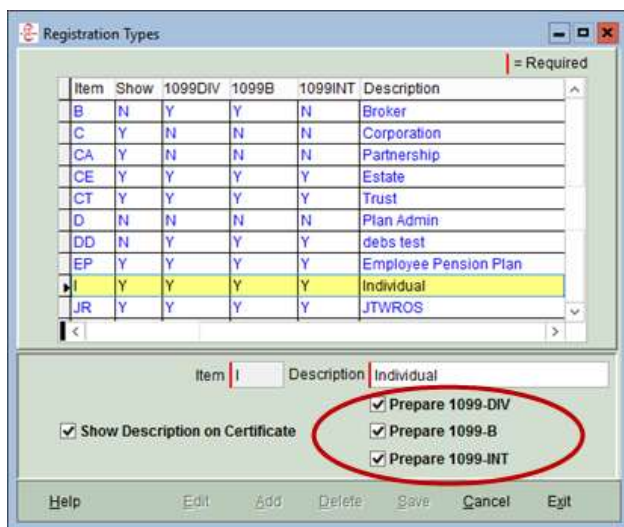 Registration Types
= Required
Item Show 1099DIV 1099B 1099INT Description
B N Y Y N Broker
C Y N N N Corporation
CA Y N N N Partnership
CE Y Y Y Y Estate
CT Y Y Y Y Trust
D N N N N Plan Admin
DD N Y Y Y debs test
EP Y Y Y Y Employee Pension Plan
I Y Y Y Y Individual
JR Y Y Y Y JTWROS
Item I Description Individual
Prepare 1099-DIV
Show Description on Certificate Prepare 1099-B
Prepare 1099-INT
Help Edit Add Delete Save Cancel Exit